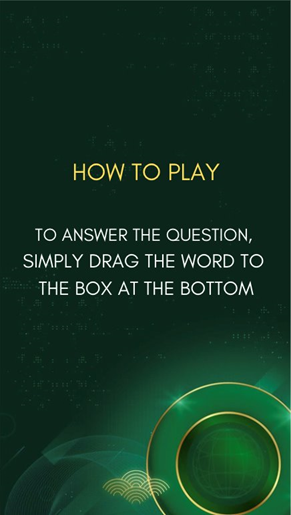 HOW TO PLAY
TO ANSWER THE QUESTION,
SIMPLY DRAG THE WORD TO
THE BOX AT THE BOTTOM